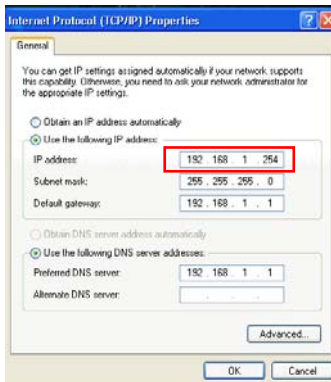 Internet Protocol (TCP/IP) Properties
General
You can get IP settings assigned automatically if your network supports
this capability. Otherwise, you need to ask your network administrator for
the appropriate IP settings.
Obtain an IP address automatically
Use the following IP address:
IP address: 192 . 168 . 1 . 254
Subnet mask: 255 . 255 . 255 . 0
Default gateway: 192 . 168 . 1 . 1
Obtain DNS server address automatically
Use the following DNS server addresses:
Preferred DNS server: 192 . 168 . 1 . 1
Alternate DNS server: . . .
Advanced...
OK Cancel